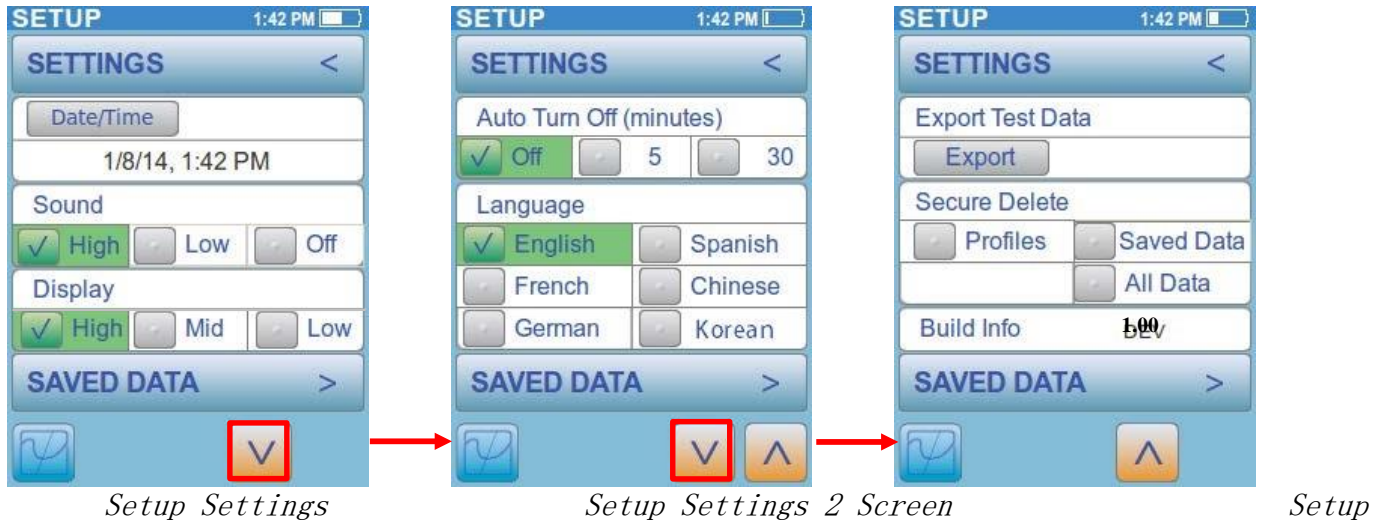 SETUP 1:42 PM
SETTINGS <
Date/Time
1/8/14, 1:42 PM
Sound
High Low Off
Display
High Mid Low
SAVED DATA >
SETUP 1:42 PM
SETTINGS <
Auto Turn Off (minutes)
Off 5 30
Language
English Spanish
French Chinese
German Korean
SAVED DATA >
SETUP 1:42 PM
SETTINGS <
Export Test Data
Export
Secure Delete
Profiles Saved Data
All Data
Build Info 1.00
SAVED DATA >
Setup Settings Setup Settings 2 Screen Setup